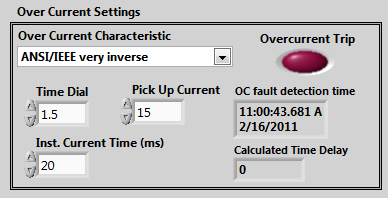 Over Current Settings
Over Current Characteristic
Overcurrent Trip
ANSI/IEEE very inverse
Time Dial
Pick Up Current
OC fault detection time
1.5
15
11:00:43.681 A
2/16/2011
Inst. Current Time (ms)
Calculated Time Delay
20
0